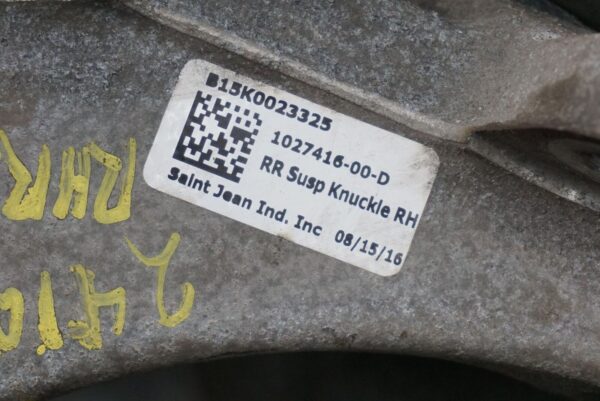 B15K0023325
1027416-00-D
RR Susp Knuckle RH
Saint Jean Ind. Inc 08/15/16